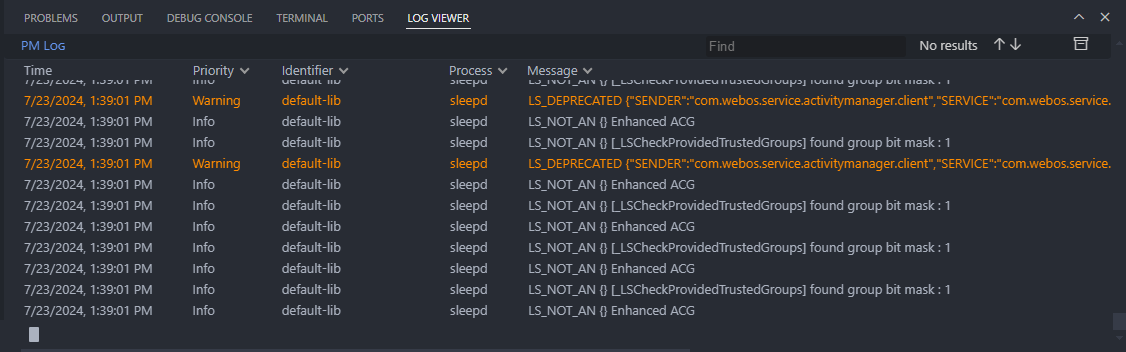 PROBLEMS OUTPUT DEBUG CONSOLE TERMINAL PORTS LOG VIEWER
PM Log Find No results
Time Priority Identifier Process Message
7/23/2024, 1:39:01 PM Info default-lib sleepd LS_NOT_AN {} [_LSCheckProvidedTrustedGroups] found group bit mask : 1
7/23/2024, 1:39:01 PM Warning default-lib sleepd LS_DEPRECATED {"SENDER":"com.webos.service.activitymanager.client","SERVICE":"com.webos.service.
7/23/2024, 1:39:01 PM Info default-lib sleepd LS_NOT_AN {} Enhanced ACG
7/23/2024, 1:39:01 PM Info default-lib sleepd LS_NOT_AN {} [_LSCheckProvidedTrustedGroups] found group bit mask : 1
7/23/2024, 1:39:01 PM Warning default-lib sleepd LS_DEPRECATED {"SENDER":"com.webos.service.activitymanager.client","SERVICE":"com.webos.service.
7/23/2024, 1:39:01 PM Info default-lib sleepd LS_NOT_AN {} Enhanced ACG
7/23/2024, 1:39:01 PM Info default-lib sleepd LS_NOT_AN {} [_LSCheckProvidedTrustedGroups] found group bit mask : 1
7/23/2024, 1:39:01 PM Info default-lib sleepd LS_NOT_AN {} Enhanced ACG
7/23/2024, 1:39:01 PM Info default-lib sleepd LS_NOT_AN {} [_LSCheckProvidedTrustedGroups] found group bit mask : 1
7/23/2024, 1:39:01 PM Info default-lib sleepd LS_NOT_AN {} Enhanced ACG
7/23/2024, 1:39:01 PM Info default-lib sleepd LS_NOT_AN {} [_LSCheckProvidedTrustedGroups] found group bit mask : 1
7/23/2024, 1:39:01 PM Info default-lib sleepd LS_NOT_AN {} Enhanced ACG